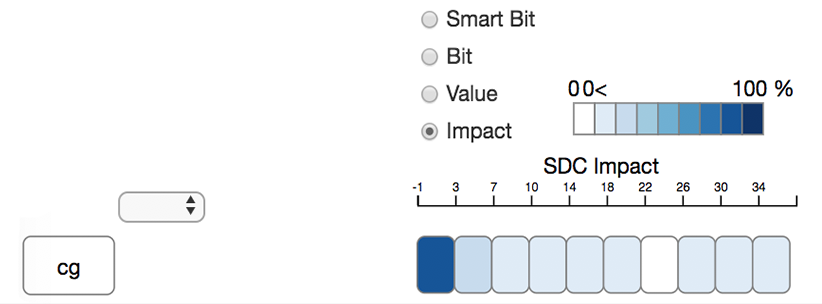 Smart Bit
Bit
Value
Impact
0 0< 100 %
SDC Impact
-1 3 7 10 14 18 22 26 30 34
cg